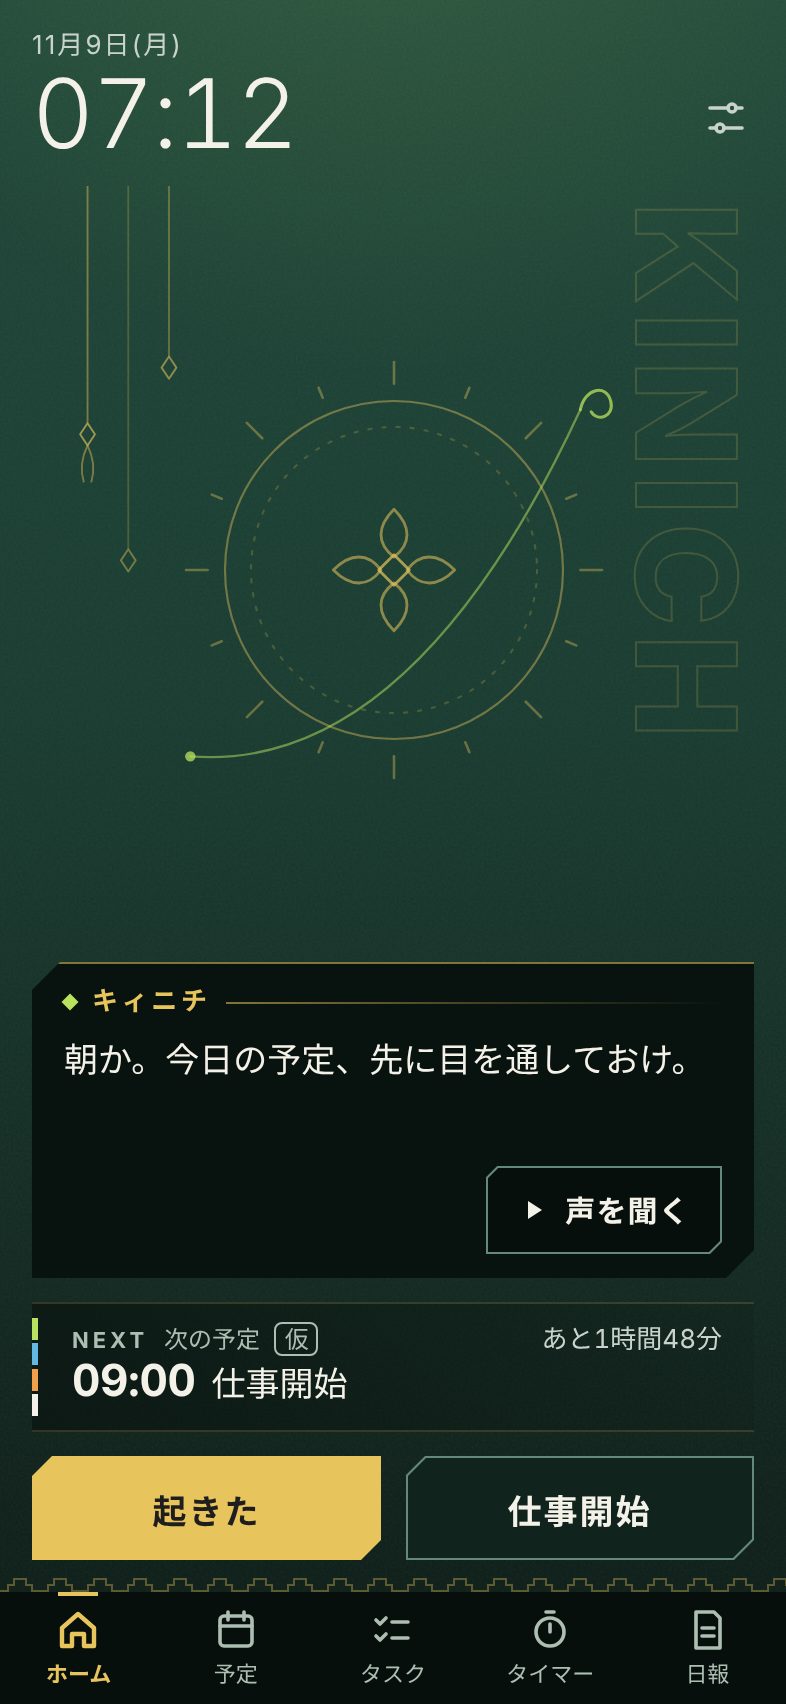 11月9日(月)
07:12
KINICH
キィニチ
朝か。今日の予定、先に目を通しておけ。
声を聞く
NEXT 次の予定 仮 あと1時間48分
09:00 仕事開始
起きた 仕事開始
ホーム 予定 タスク タイマー 日報